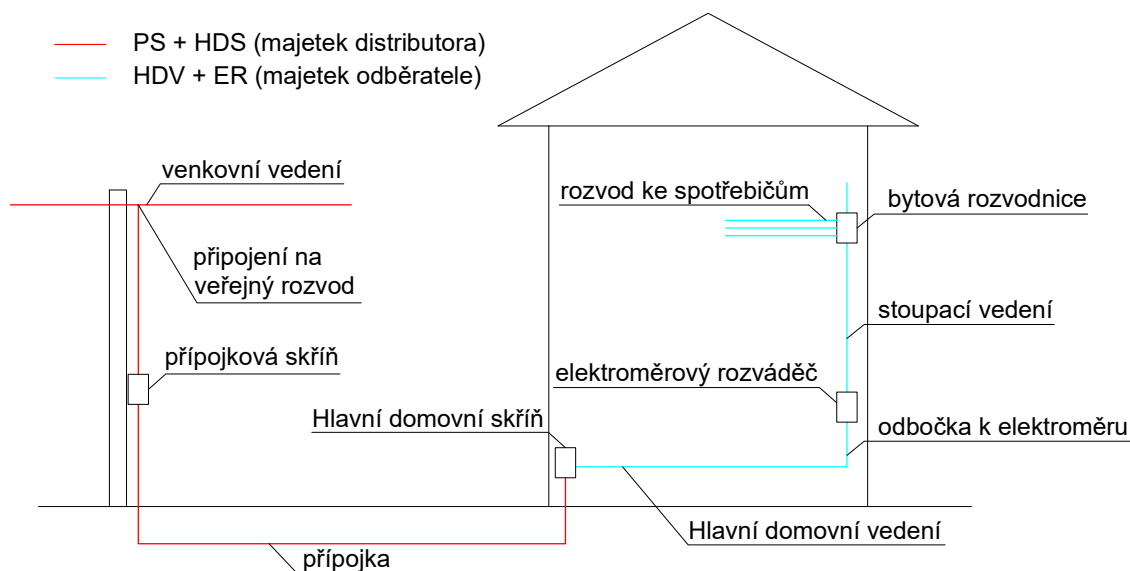 PS + HDS (majetek distributora)
HDV + ER (majetek odběratele)
venkovní vedení
rozvod ke spotřebičům
bytová rozvodnice
připojení na
veřejný rozvod
stoupací vedení
přípojková skříň
elektroměrový rozváděč
Hlavní domovní skříň
odbočka k elektroměru
Hlavní domovní vedení
přípojka